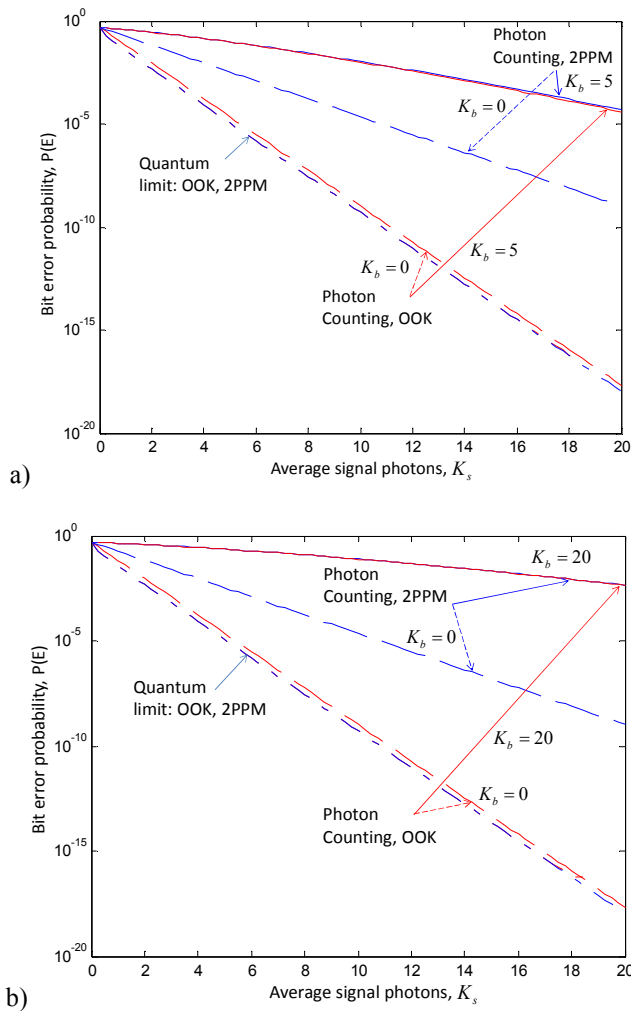 10^0
10^-5
10^-10
10^-15
10^-20
Bit error probability, P(E)
Photon
Counting, 2PPM
K_b = 5
K_b = 0
Quantum
limit: OOK, 2PPM
K_b = 5
K_b = 0
Photon
Counting, OOK
0 2 4 6 8 10 12 14 16 18 20
Average signal photons, K_s
a)
10^0
10^-5
10^-10
10^-15
10^-20
Bit error probability, P(E)
K_b = 20
Photon
Counting, 2PPM
K_b = 0
Quantum
limit: OOK, 2PPM
K_b = 20
K_b = 0
Photon
Counting, OOK
0 2 4 6 8 10 12 14 16 18 20
Average signal photons, K_s
b)